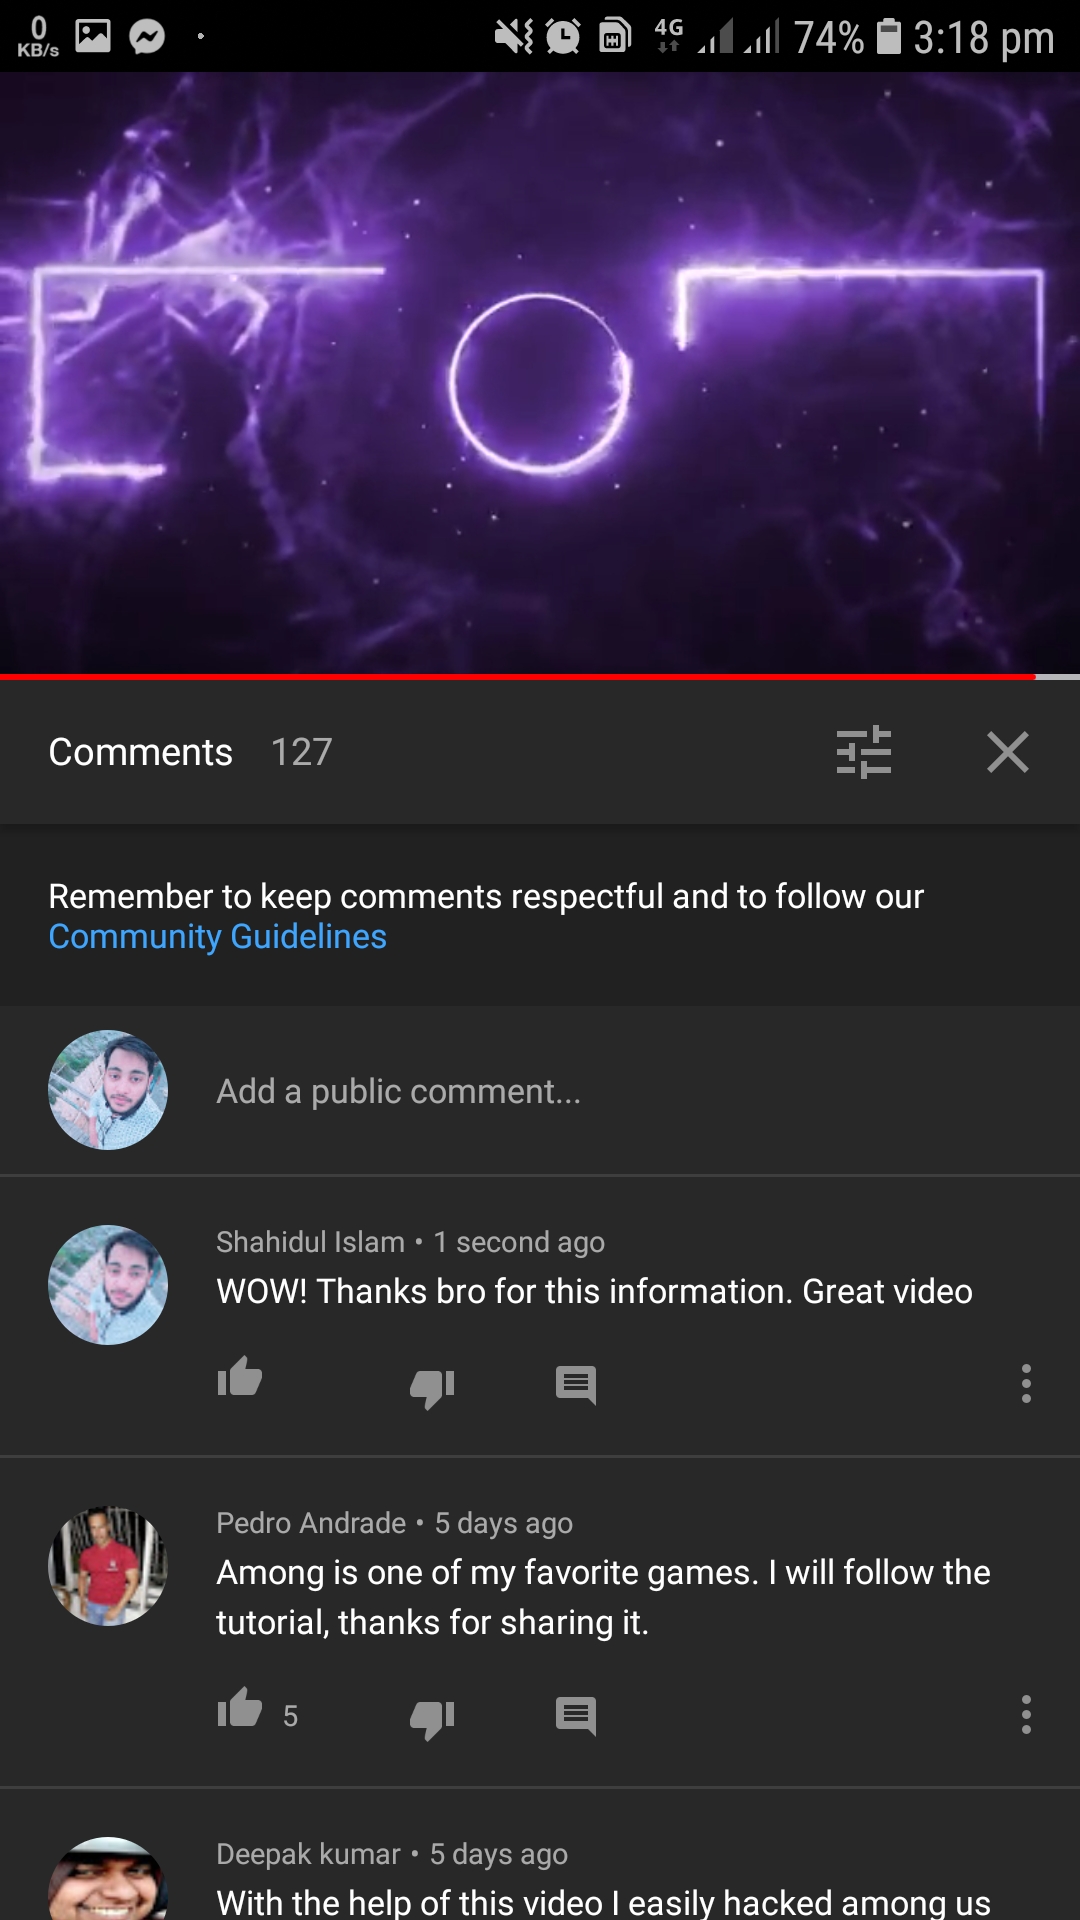 0
KB/s
4G
74%
3:18 pm
Comments 127
Remember to keep comments respectful and to follow our
Community Guidelines
Add a public comment...
Shahidul Islam • 1 second ago
WOW! Thanks bro for this information. Great video
Pedro Andrade • 5 days ago
Among is one of my favorite games. I will follow the
tutorial, thanks for sharing it.
5
Deepak kumar • 5 days ago
With the help of this video I easily hacked among us